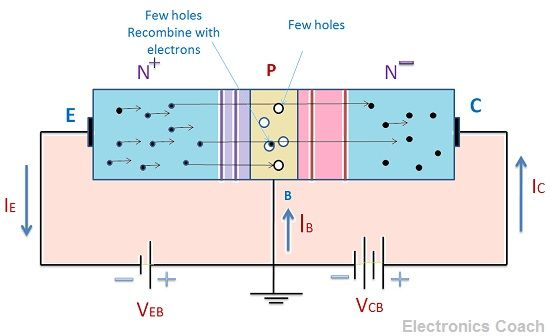 Few holes
Recombine with
electrons
Few holes
N+
P
N−
E
C
B
IE
IB
IC
− +
− +
VEB
VCB
Electronics Coach